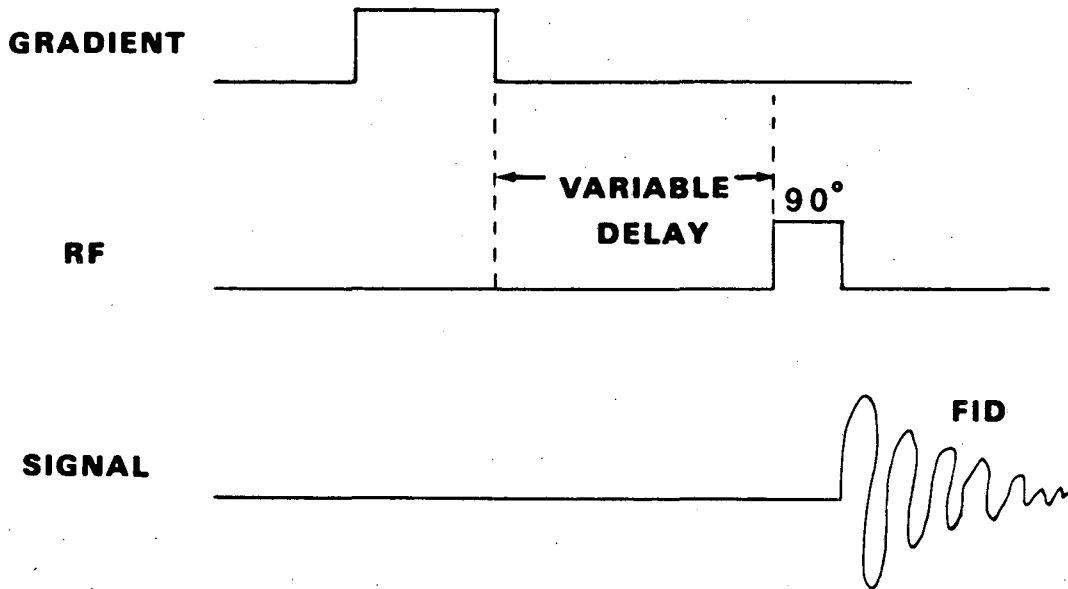 GRADIENT
VARIABLE
DELAY
90°
RF
FID
SIGNAL